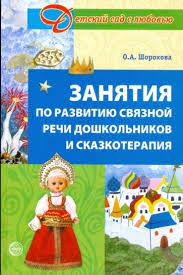 Детский сад с любовью
О.А. Шорохова
ЗАНЯТИЯ
ПО РАЗВИТИЮ СВЯЗНОЙ
РЕЧИ ДОШКОЛЬНИКОВ
И СКАЗКОТЕРАПИЯ